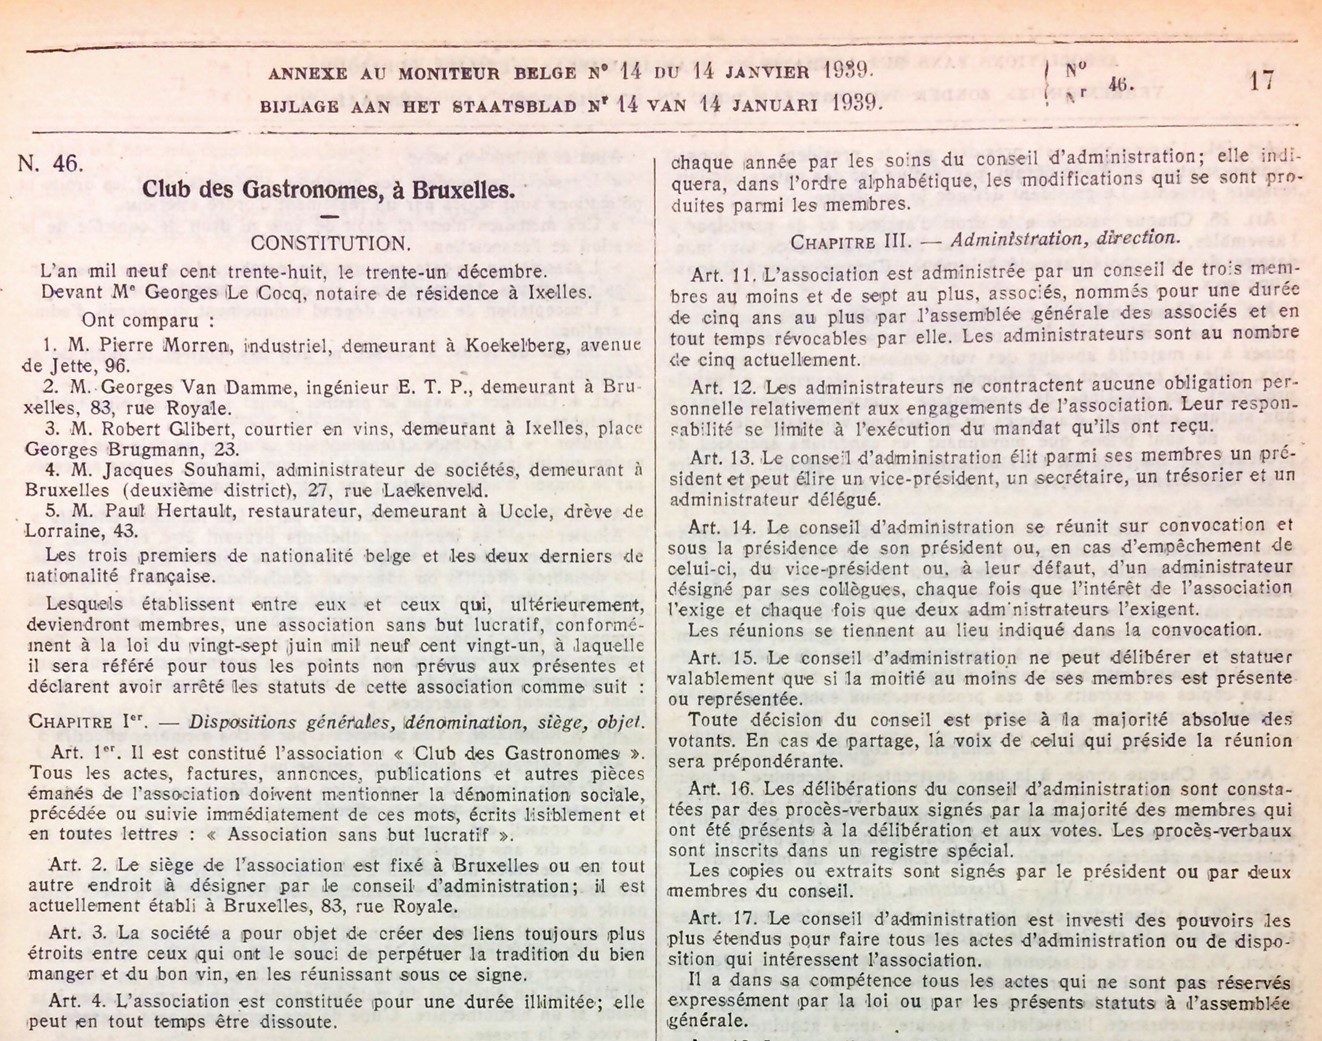 ANNEXE AU MONITEUR BELGE N° 14 DU 14 JANVIER 1939.
BIJLAGE AAN HET STAATSBLAD Nr 14 VAN 14 JANUARI 1939.
N° 46.
17
N. 46.
Club des Gastronomes, à Bruxelles.
CONSTITUTION.
L'an mil neuf cent trente-huit, le trente-un décembre.
Devant Me Georges Le Cocq, notaire de résidence à Ixelles.
Ont comparu :
1. M. Pierre Morren, industriel, demeurant à Koekelberg, avenue
de Jette, 96.
2. M. Georges Van Damme, ingénieur E. T. P., demeurant à Bru-
xelles, 83, rue Royale.
3. M. Robert Glibert, courtier en vins, demeurant à Ixelles, place
Georges Brugmann, 23.
4. M. Jacques Souhami, administrateur de sociétés, demeurant à
Bruxelles (deuxième district), 27, rue Laekenveld.
5. M. Paul Hertault, restaurateur, demeurant à Uccle, drève de
Lorraine, 43.
Les trois premiers de nationalité belge et les deux derniers de
nationalité française.
Lesquels établissent entre eux et ceux qui, ultérieurement,
deviendront membres, une association sans but lucratif, conformé-
ment à la loi du vingt-sept juin mil neuf cent vingt-un, à laquelle
il sera référé pour tous les points non prévus aux présentes et
déclarent avoir arrêté les statuts de cette association comme suit :
CHAPITRE Ier. — Dispositions générales, dénomination, siège, objet.
Art. 1er. Il est constitué l'association « Club des Gastronomes ».
Tous les actes, factures, annonces, publications et autres pièces
émanés de l'association doivent mentionner la dénomination sociale,
précédée ou suivie immédiatement de ces mots, écrits lisiblement et
en toutes lettres : « Association sans but lucratif ».
Art. 2. Le siège de l'association est fixé à Bruxelles ou en tout
autre endroit à désigner par le conseil d'administration; il est
actuellement établi à Bruxelles, 83, rue Royale.
Art. 3. La société a pour objet de créer des liens toujours plus
étroits entre ceux qui ont le souci de perpétuer la tradition du bien
manger et du bon vin, en les réunissant sous ce signe.
Art. 4. L'association est constituée pour une durée illimitée; elle
peut en tout temps être dissoute.
chaque année par les soins du conseil d'administration; elle indi-
quera, dans l'ordre alphabétique, les modifications qui se sont pro-
duites parmi les membres.
CHAPITRE III. — Administration, direction.
Art. 11. L'association est administrée par un conseil de trois mem-
bres au moins et de sept au plus, associés, nommés pour une durée
de cinq ans au plus par l'assemblée générale des associés et en
tout temps révocables par elle. Les administrateurs sont au nombre
de cinq actuellement.
Art. 12. Les administrateurs ne contractent aucune obligation per-
sonnelle relativement aux engagements de l'association. Leur respon-
sabilité se limite à l'exécution du mandat qu'ils ont reçu.
Art. 13. Le conseil d'administration élit parmi ses membres un pré-
sident et peut élire un vice-président, un secrétaire, un trésorier et un
administrateur délégué.
Art. 14. Le conseil d'administration se réunit sur convocation et
sous la présidence de son président ou, en cas d'empêchement de
celui-ci, du vice-président ou, à leur défaut, d'un administrateur
désigné par ses collègues, chaque fois que l'intérêt de l'association
l'exige et chaque fois que deux administrateurs l'exigent.
Les réunions se tiennent au lieu indiqué dans la convocation.
Art. 15. Le conseil d'administration ne peut délibérer et statuer
valablement que si la moitié au moins de ses membres est présente
ou représentée.
Toute décision du conseil est prise à la majorité absolue des
votants. En cas de partage, la voix de celui qui préside la réunion
sera prépondérante.
Art. 16. Les délibérations du conseil d'administration sont consta-
tées par des procès-verbaux signés par la majorité des membres qui
ont été présents à la délibération et aux votes. Les procès-verbaux
sont inscrits dans un registre spécial.
Les copies ou extraits sont signés par le président ou par deux
membres du conseil.
Art. 17. Le conseil d'administration est investi des pouvoirs les
plus étendus pour faire tous les actes d'administration ou de dispo-
sition qui intéressent l'association.
Il a dans sa compétence tous les actes qui ne sont pas réservés
expressément par la loi ou par les présents statuts à l'assemblée
générale.